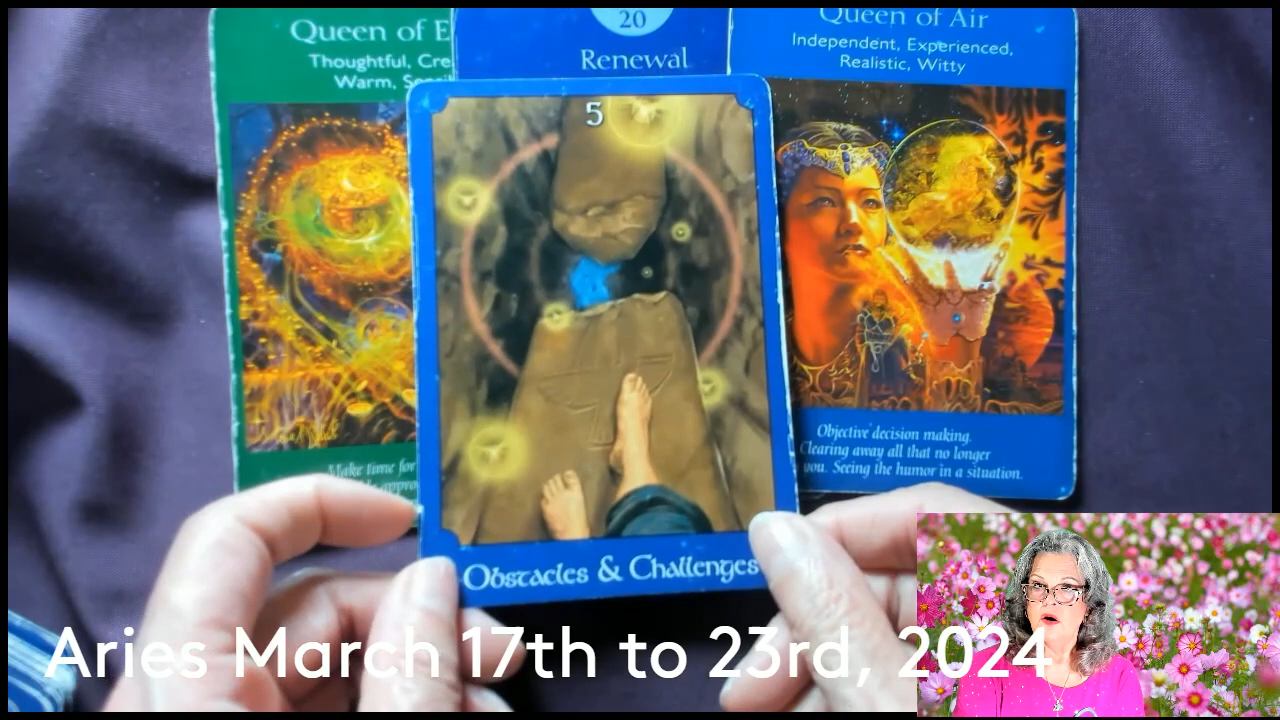 Queen of E
Thoughtful, Cre
Warm, Sensi
20
Renewal
Queen of Air
Independent, Experienced,
Realistic, Witty
5
Objective decision making.
Clearing away all that no longer
you. Seeing the humor in a situation.
Make time for
appro
Obstacles & Challenges
Aries March 17th to 23rd, 2024